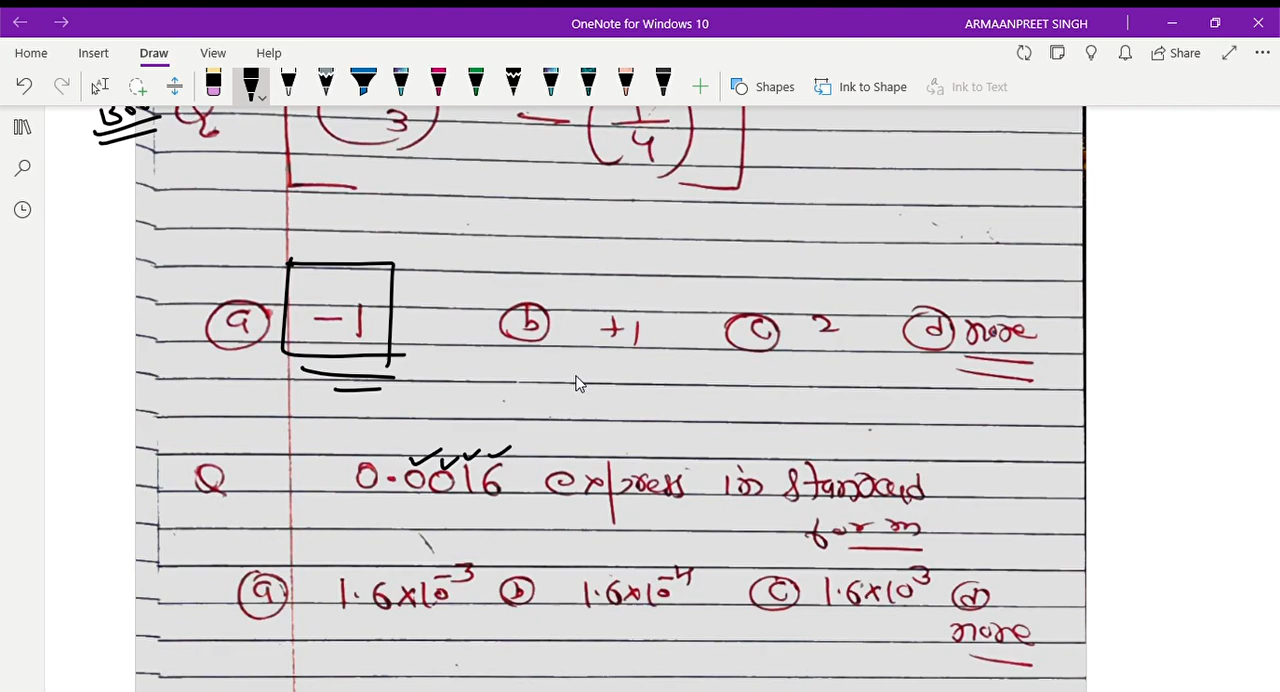 OneNote for Windows 10
ARMAANPREET SINGH
Home Insert Draw View Help
Share
Shapes Ink to Shape Ink to Text
Q 3 - (1/4)
(a) -1 (b) +1 (c) 2 (d) none
Q 0.0016 express in standard
form
(a) 1.6×10^-3 (b) 1.6×10^-4 (c) 1.6×10^3 (d)
none